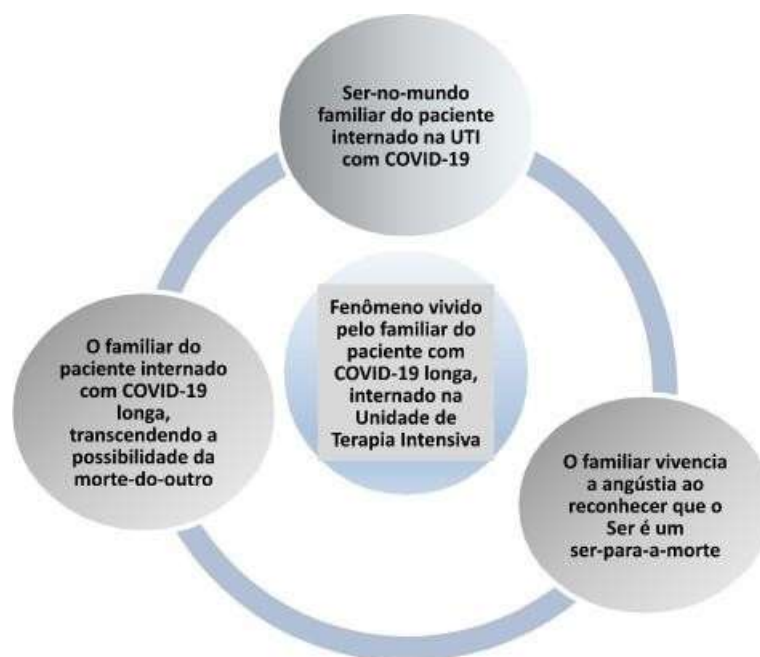 Ser-no-mundo
familiar do paciente
internado na UTI
com COVID-19
Fenômeno vivido
pelo familiar do
paciente com
COVID-19 longa,
internado na
Unidade de
Terapia Intensiva
O familiar do
paciente internado
com COVID-19
longa,
transcendendo a
possibilidade da
morte-do-outro
O familiar vivencia
a angústia ao
reconhecer que o
Ser é um
ser-para-a-morte